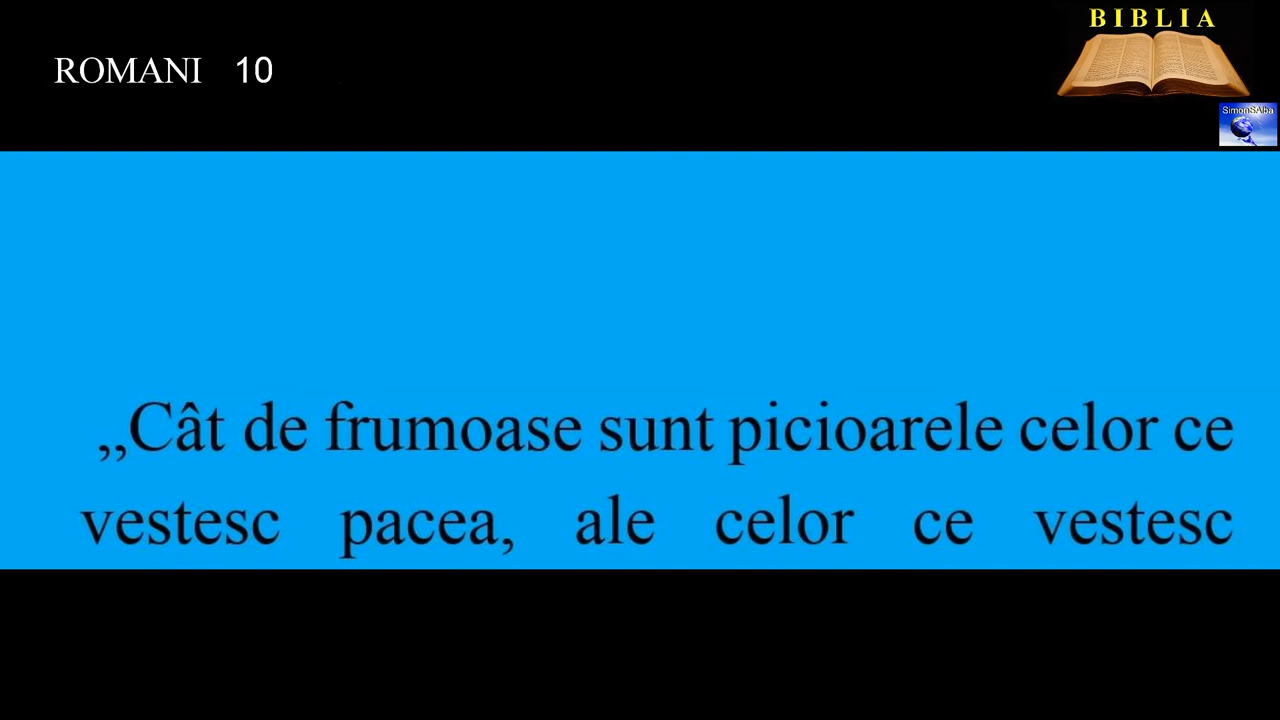 BIBLIA
ROMANI 10
SimonSAlba
„Cât de frumoase sunt picioarele celor ce
vestesc pacea, ale celor ce vestesc